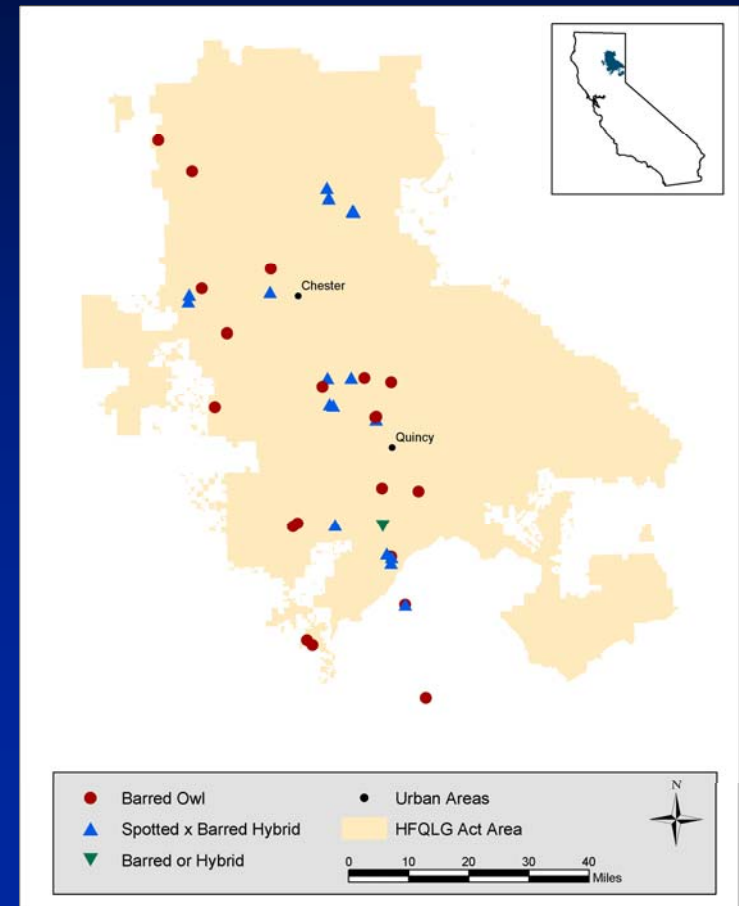 Chester
Quincy
Barred Owl
Spotted x Barred Hybrid
Barred or Hybrid
Urban Areas
HFQLG Act Area
0 10 20 30 40
Miles
N